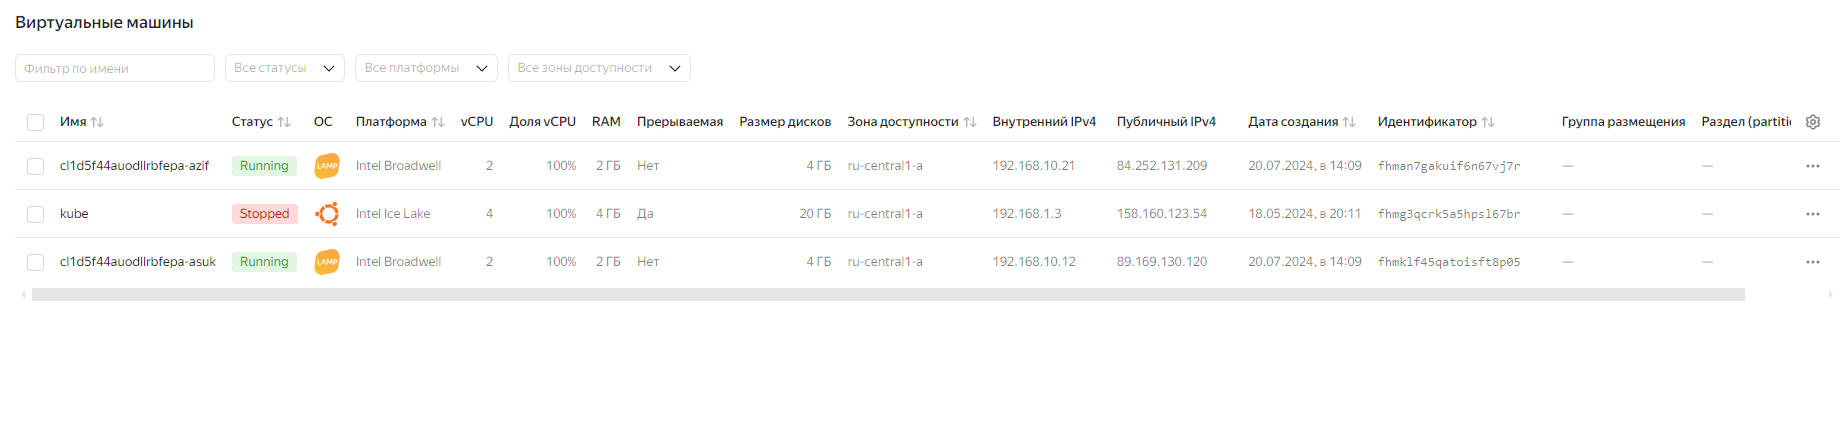 Виртуальные машины
Фильтр по имени Все статусы Все платформы Все зоны доступности
Имя Статус ОС Платформа vCPU Доля vCPU RAM Прерываемая Размер дисков Зона доступности Внутренний IPv4 Публичный IPv4 Дата создания Идентификатор Группа размещения Раздел (partiti
cl1d5f44auodllrbfepa-azif Running LAMP Intel Broadwell 2 100% 2 ГБ Нет 4 ГБ ru-central1-a 192.168.10.21 84.252.131.209 20.07.2024, в 14:09 fhman7gakuif6n67vj7r — — ...
kube Stopped Intel Ice Lake 4 100% 4 ГБ Да 20 ГБ ru-central1-a 192.168.1.3 158.160.123.54 18.05.2024, в 20:11 fhmg3qcrk5a5hpsl67br — — ...
cl1d5f44auodllrbfepa-asuk Running LAMP Intel Broadwell 2 100% 2 ГБ Нет 4 ГБ ru-central1-a 192.168.10.12 89.169.130.120 20.07.2024, в 14:09 fhmklf45qatoisft8p05 — — ...